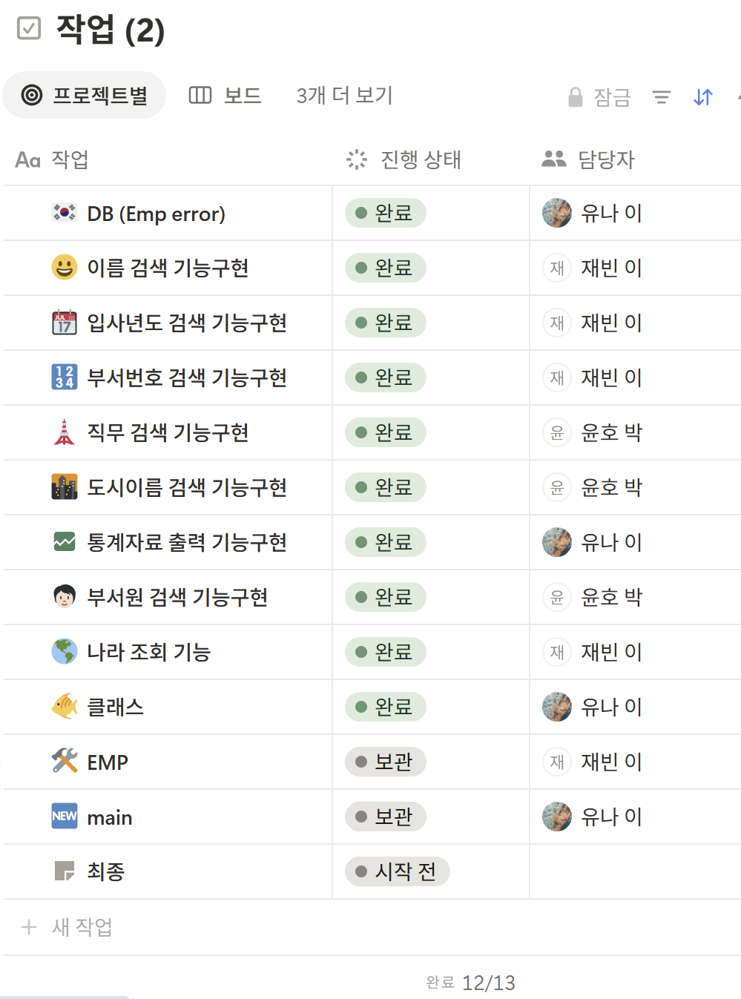 작업 (2)
프로젝트별 보드 3개 더 보기 잠금
Aa 작업 진행 상태 담당자
DB (Emp error) 완료 유나 이
이름 검색 기능구현 완료 재 재빈 이
JUL 17 입사년도 검색 기능구현 완료 재 재빈 이
1234 부서번호 검색 기능구현 완료 재 재빈 이
직무 검색 기능구현 완료 윤 윤호 박
도시이름 검색 기능구현 완료 윤 윤호 박
통계자료 출력 기능구현 완료 유나 이
부서원 검색 기능구현 완료 윤 윤호 박
나라 조회 기능 완료 재 재빈 이
클래스 완료 유나 이
EMP 보관 재 재빈 이
NEW main 보관 유나 이
최종 시작 전
+ 새 작업
완료 12/13